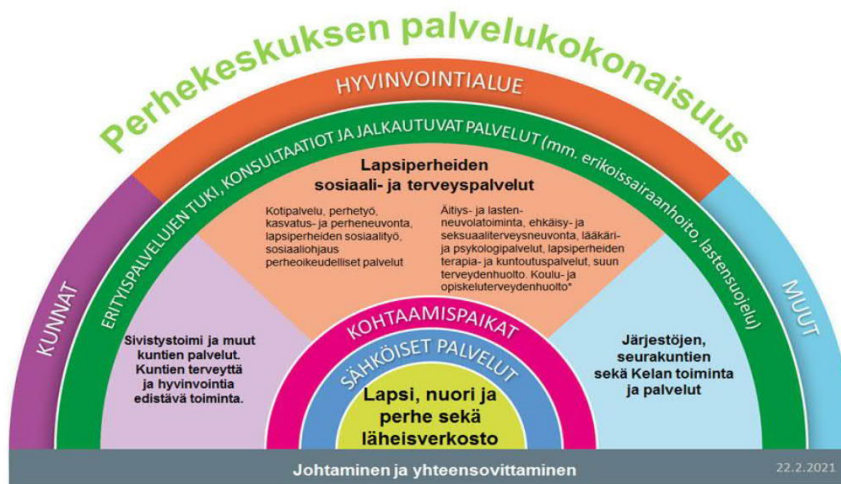 Perhekeskuksen palvelukokonaisuus
HYVINVOINTIALUE
KUNNAT
MUUT
ERITYISPALVELUJEN TUKI, KONSULTAATIOT JA JALKAUTUVAT PALVELUT (mm. erikoissairaanhoito, lastensuojelu)
Lapsiperheiden
sosiaali- ja terveyspalvelut
Kotipalvelu, perhetyö,
kasvatus- ja perheneuvonta,
lapsiperheiden sosiaalityö,
sosiaaliohjaus
perheoikeudelliset palvelut
Äitiys- ja lasten-
neuvolatoiminta, ehkäisy- ja
seksuaaliterveysneuvonta, lääkäri-
ja psykologipalvelut, lapsiperheiden
terapia- ja kuntoutuspalvelut, suun
terveydenhuolto. Koulu- ja
opiskeluterveydenhuolto*
Sivistystoimi ja muut
kuntien palvelut.
Kuntien terveyttä
ja hyvinvointia
edistävä toiminta.
Järjestöjen,
seurakuntien
sekä Kelan toiminta
ja palvelut
KOHTAAMISPAIKAT
SÄHKÖISET PALVELUT
Lapsi, nuori ja
perhe sekä
läheisverkosto
Johtaminen ja yhteensovittaminen
22.2.2021